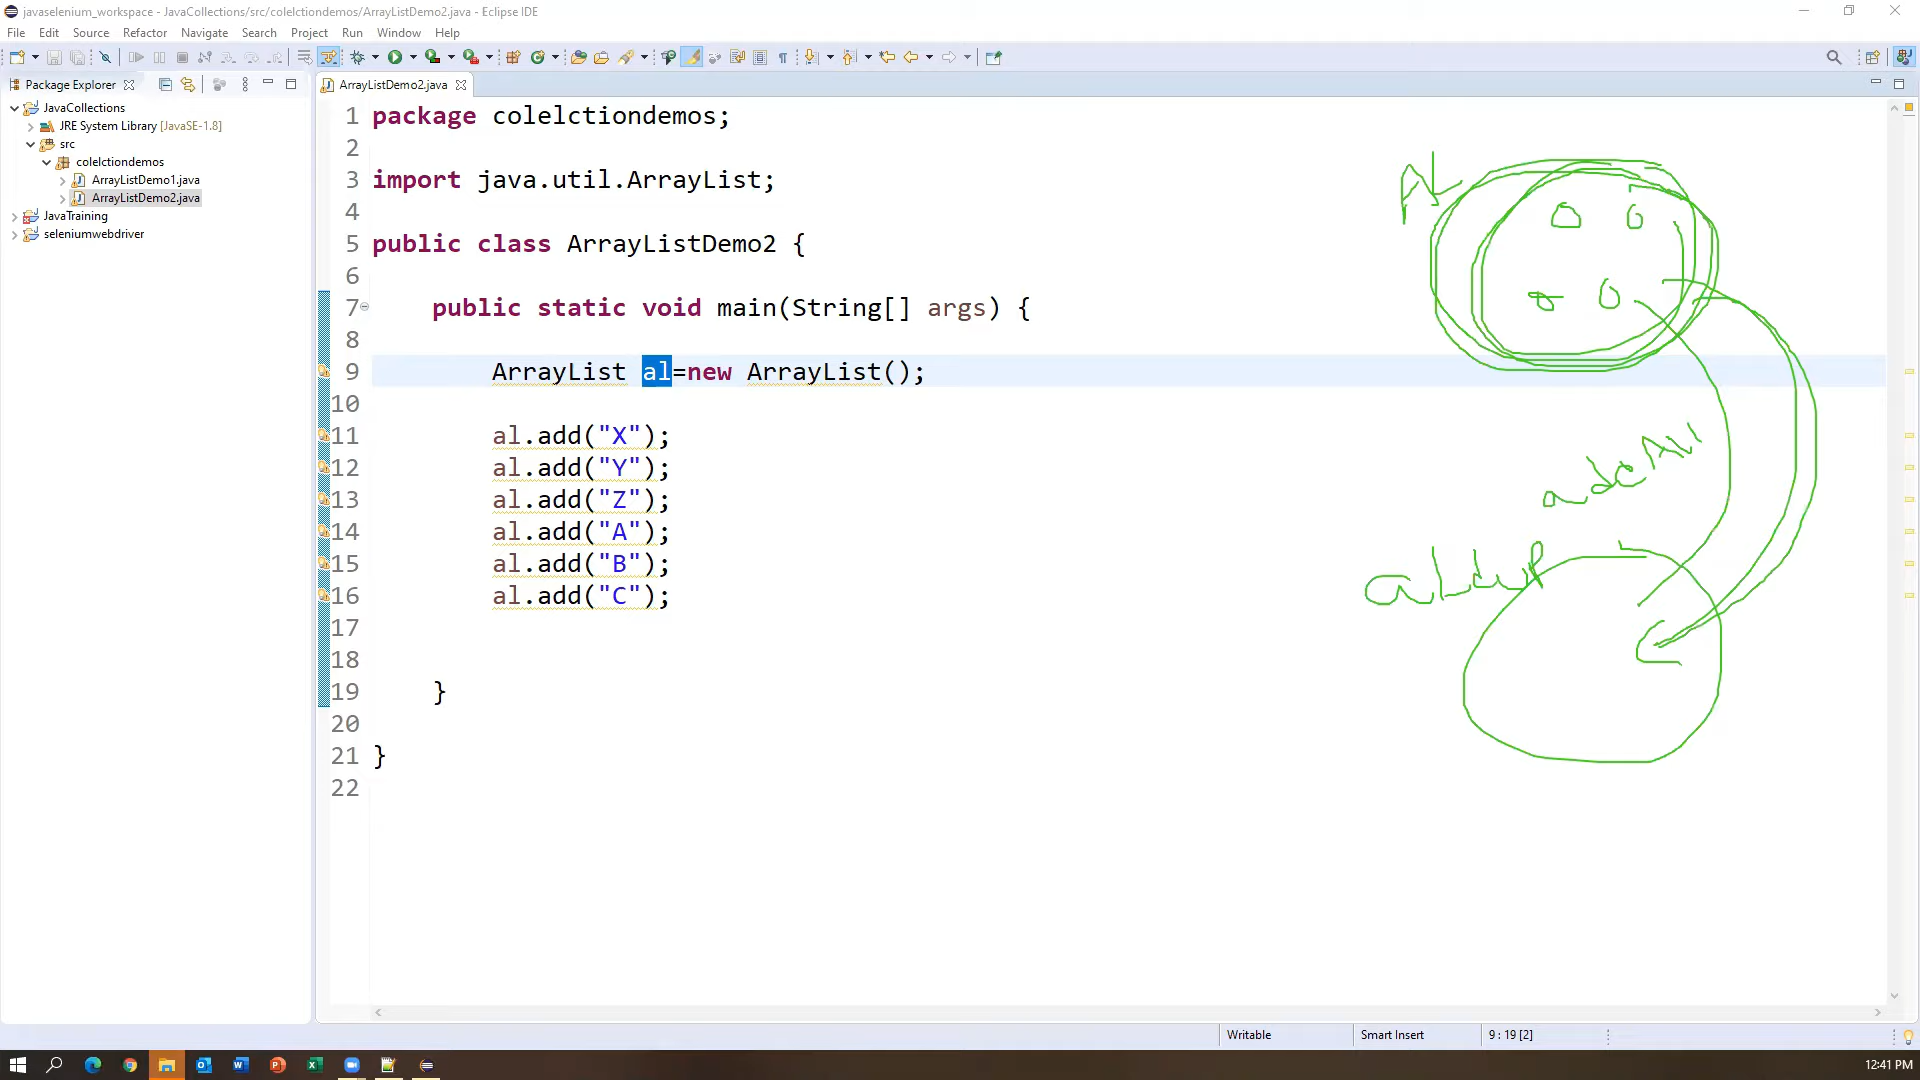 javaselenium_workspace - JavaCollections/src/colelctiondemos/ArrayListDemo2.java - Eclipse IDE
File Edit Source Refactor Navigate Search Project Run Window Help
Package Explorer
JavaCollections
JRE System Library [JavaSE-1.8]
src
colelctiondemos
ArrayListDemo1.java
ArrayListDemo2.java
JavaTraining
seleniumwebdriver
ArrayListDemo2.java
1 package colelctiondemos;
2
3 import java.util.ArrayList;
4
5 public class ArrayListDemo2 {
6
7 public static void main(String[] args) {
8
9 ArrayList al=new ArrayList();
10
11 al.add("X");
12 al.add("Y");
13 al.add("Z");
14 al.add("A");
15 al.add("B");
16 al.add("C");
17
18
19 }
20
21 }
22
AL
addAll
aldup
Writable Smart Insert 9 : 19 [2]
12:41 PM